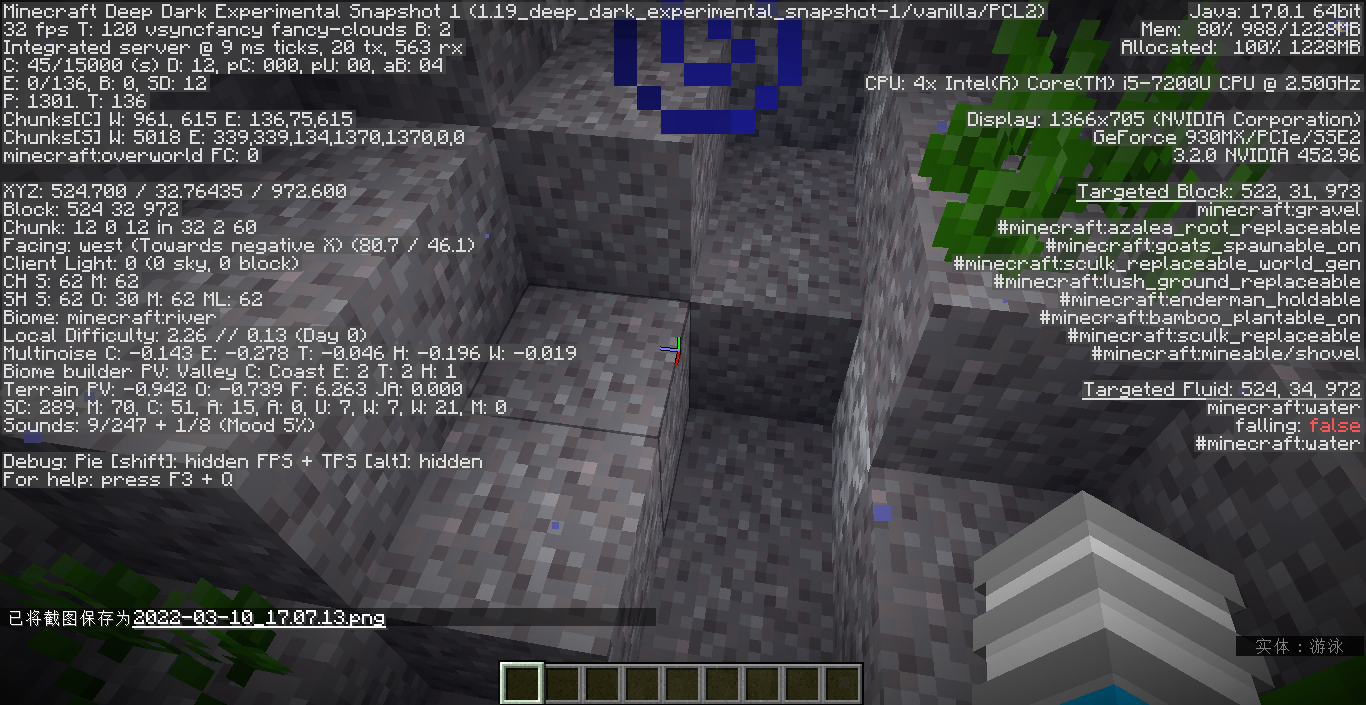 Minecraft Deep Dark Experimental Snapshot 1 (1.19_deep_dark_experimental_snapshot-1/vanilla/FCL2)
32 fps T: 120 vsyncfancy fancy-clouds B: 2
Integrated server @ 9 ms ticks, 20 tx, 563 rx
C: 45/15000 (s) D: 12, pC: 000, pU: 00, aB: 04
E: 0/136, B: 0, SD: 12
P: 1301. T: 136
Chunks[C] W: 961, 615 E: 136,75,615
Chunks[S] W: 5018 E: 339,339,134,1370,1370,0,0
minecraft:overworld FC: 0
XYZ: 524.700 / 32.76435 / 972.600
Block: 524 32 972
Chunk: 12 0 12 in 32 2 60
Facing: west (Towards negative X) (80.7 / 46.1)
Client Light: 0 (0 sky, 0 block)
CH S: 62 M: 62
SH S: 62 O: 30 M: 62 ML: 62
Biome: minecraft:river
Local Difficulty: 2.26 // 0.13 (Day 0)
Multinoise C: -0.143 E: -0.278 T: -0.046 H: -0.196 W: -0.019
Biome builder PV: Valley C: Coast E: 2 T: 2 H: 1
Terrain PV: -0.942 O: -0.739 F: 6.263 JA: 0.000
SC: 289, M: 70, C: 51, A: 15, A: 0, U: 7, W: 7, W: 21, M: 0
Sounds: 9/247 + 1/8 (Mood 5%)
Debug: Pie [shift]: hidden FPS + TPS [alt]: hidden
For help: press F3 + Q
Java: 17.0.1 64bit
Mem: 80% 988/1228MB
Allocated: 100% 1228MB
CPU: 4x Intel(R) Core(TM) i5-7200U CPU @ 2.50GHz
Display: 1366x705 (NVIDIA Corporation)
GeForce 930MX/PCIe/SSE2
3.2.0 NVIDIA 452.96
Targeted Block: 522, 31, 973
minecraft:gravel
#minecraft:azalea_root_replaceable
#minecraft:goats_spawnable_on
#minecraft:sculk_replaceable_world_gen
#minecraft:lush_ground_replaceable
#minecraft:enderman_holdable
#minecraft:bamboo_plantable_on
#minecraft:sculk_replaceable
#minecraft:mineable/shovel
Targeted Fluid: 524, 34, 972
minecraft:water
falling: false
#minecraft:water
已将截图保存为2022-03-10_17.07.13.png
实体：游泳